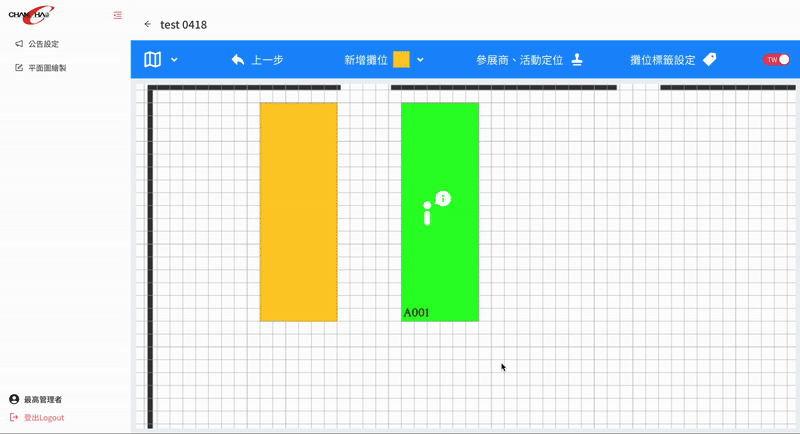 CHANG HAO
test 0418
公告設定
平面圖繪製
上一步
新增攤位
參展商、活動定位
攤位標籤設定
TW
A001
最高管理者
登出Logout